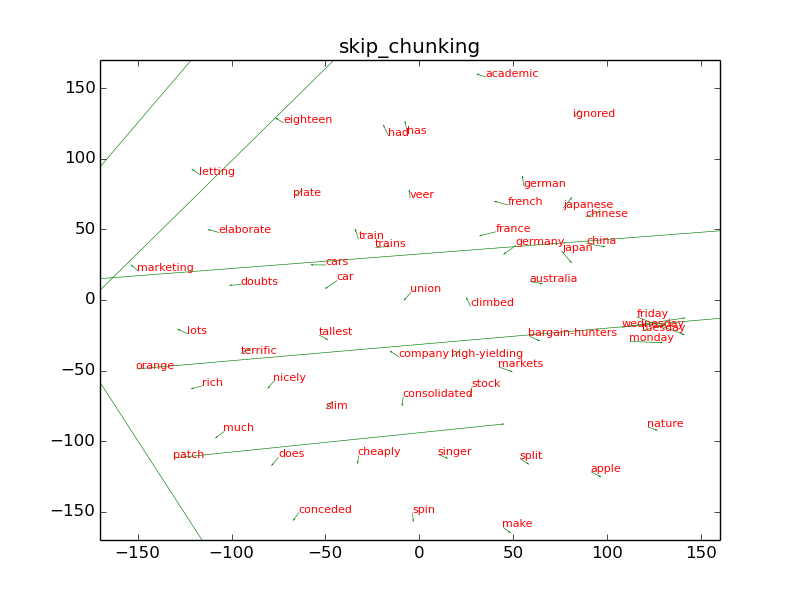 skip_chunking
academic
ignored
eighteen
had
has
letting
german
plate
veer
french
japanese
chinese
elaborate
france
train
trains
germany
china
japan
marketing
cars
car
doubts
australia
union
climbed
friday
wednesday
tuesday
lots
tallest
bargain-hunters
monday
terrific
company
high-yielding
orange
markets
rich
nicely
stock
slim
consolidated
much
nature
patch
does
cheaply
singer
split
apple
conceded
spin
make
150
100
50
0
−50
−100
−150
−150
−100
−50
0
50
100
150